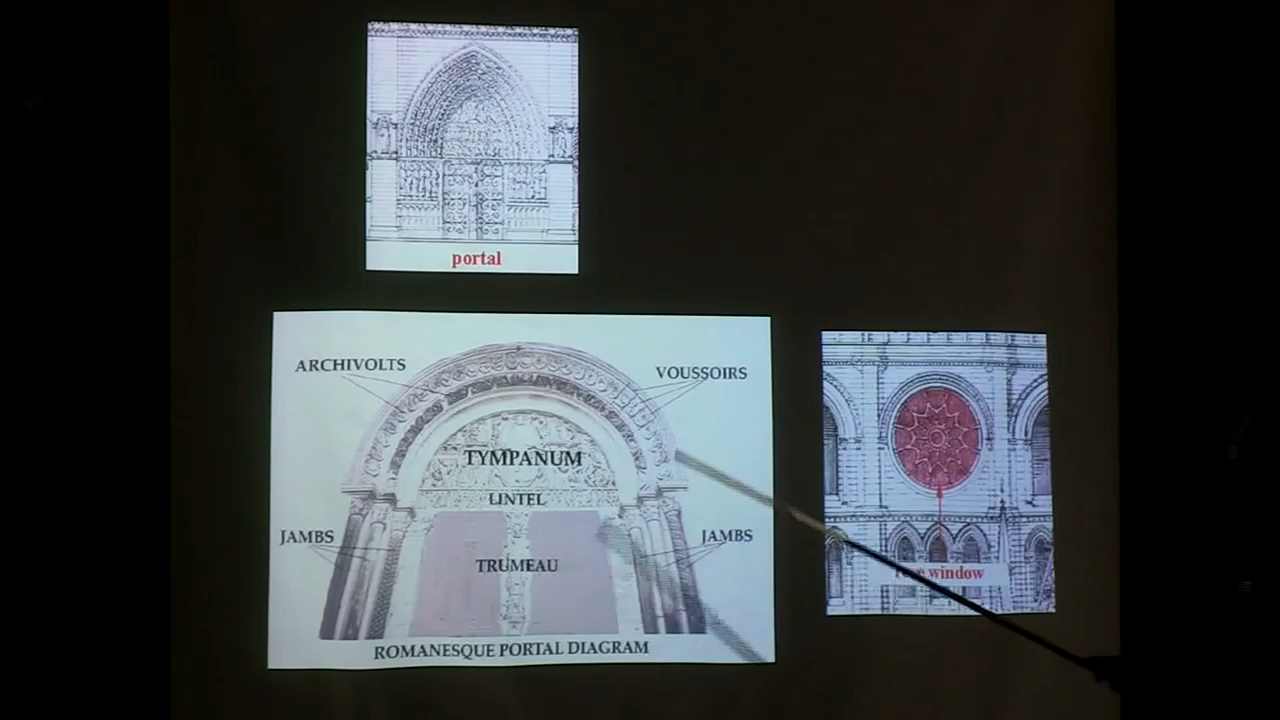 portal
ARCHIVOLTS
VOUSSOIRS
TYMPANUM
LINTEL
JAMBS
JAMBS
TRUMEAU
ROMANESQUE PORTAL DIAGRAM
window